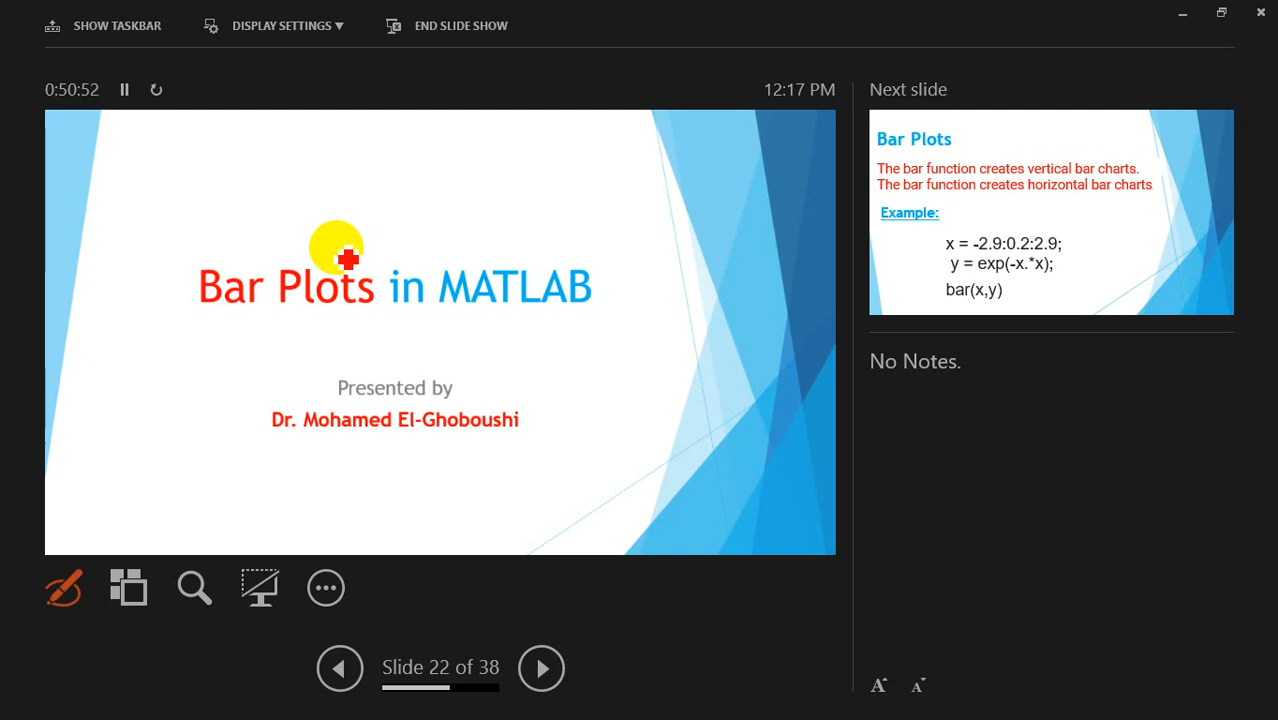 SHOW TASKBAR
DISPLAY SETTINGS ▼
END SLIDE SHOW
0:50:52
12:17 PM
Bar Plots in MATLAB
Presented by
Dr. Mohamed El-Ghoboushi
Slide 22 of 38
Next slide
Bar Plots
The bar function creates vertical bar charts.
The bar function creates horizontal bar charts
Example:
x = -2.9:0.2:2.9;
y = exp(-x.*x);
bar(x,y)
No Notes.
A
A